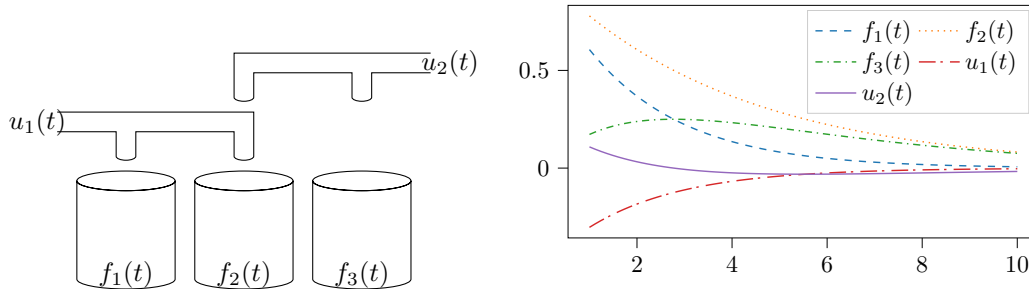 u₂(t)
u₁(t)
f₁(t) f₂(t) f₃(t)
f₁(t) f₂(t)
f₃(t) u₁(t)
u₂(t)
0.5
0
2 4 6 8 10